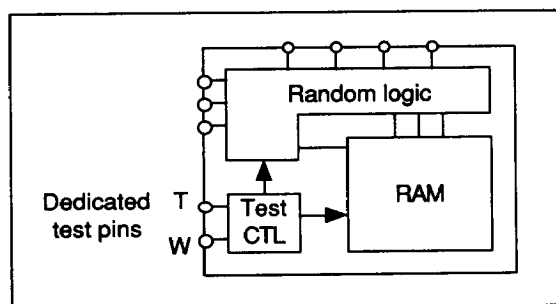 Random logic
RAM
Dedicated
test pins
T
W
Test
CTL